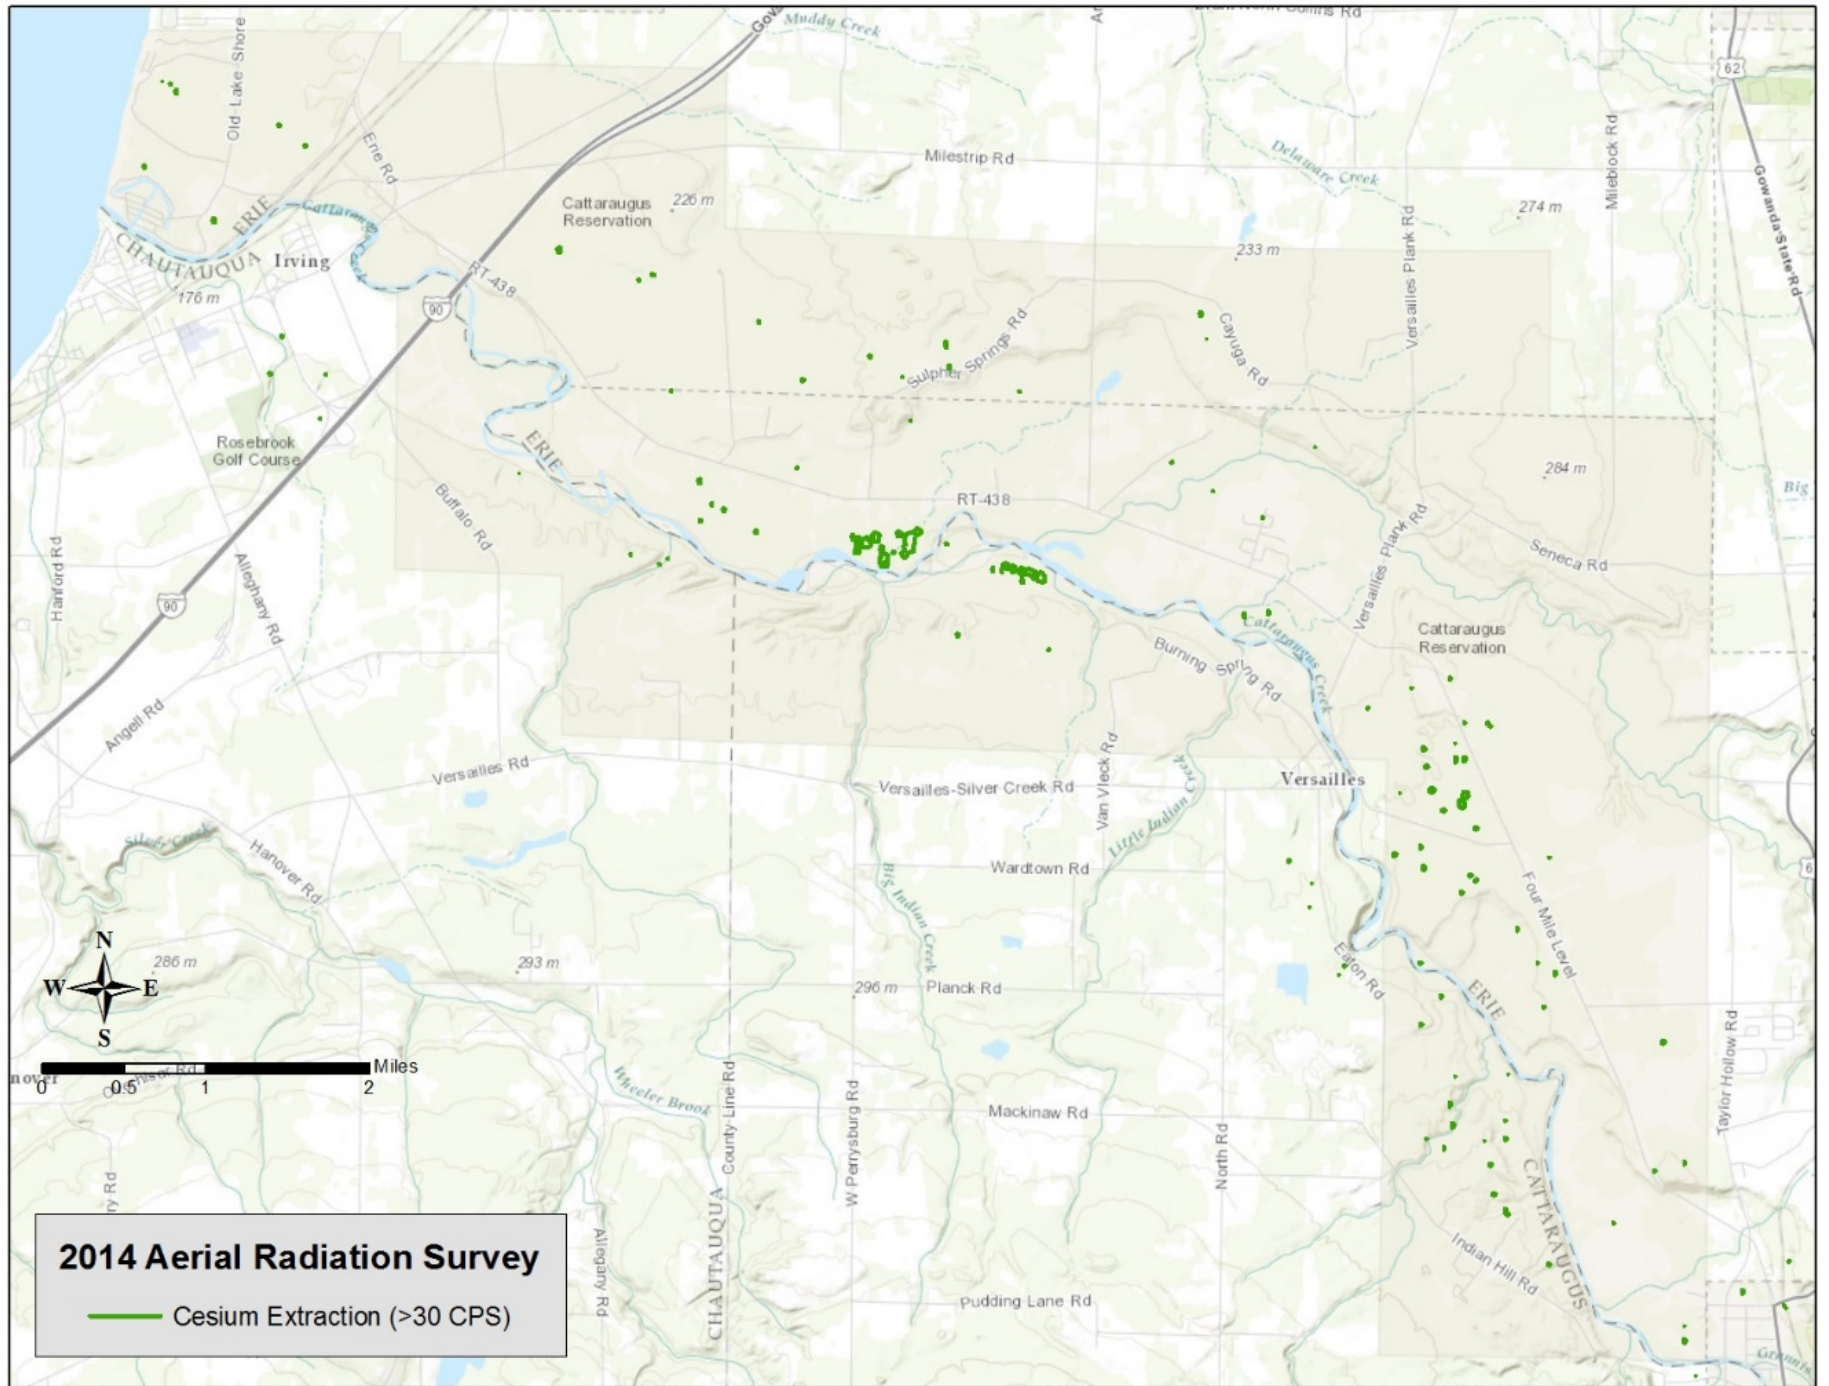 Muddy Creek
62
Old Lake Shore
Erie Rd
Milestrip Rd
Delaware Creek
Mileblock Rd
Gowanda State Rd
Cattaraugus
Reservation
226 m
274 m
Versailles Plank Rd
233 m
ERIE
Cattaraugus
Creek
CHAUTAUQUA
Irving
RT-438
176 m
90
Cayuga Rd
Sulpher Springs Rd
Rosebrook
Golf Course
ERIE
284 m
Big
RT-438
Buffalo Rd
Versailles Plank Rd
Seneca Rd
Hanford Rd
Alleghany Rd
90
Cattaraugus
Creek
Cattaraugus
Reservation
Burning Spring Rd
Angell Rd
Versailles Rd
Versailles-Silver Creek Rd
Van Vleck Rd
Versailles
Little Indian Creek
Silver Creek
Hanover Rd
Wardtown Rd
Big Indian Creek
Four Mile Level
6
N
W E
S
286 m
293 m
296 m
Planck Rd
Eaton Rd
ERIE
Taylor Hollow Rd
Miles
0 0.5 1 2
nover
Wheeler Brook
County-Line Rd
W Perrysburg Rd
Mackinaw Rd
North Rd
ry Rd
CHAUTAUQUA
CATTARAUGUS
Allegany Rd
Indian Hill Rd
Pudding Lane Rd
2014 Aerial Radiation Survey
Cesium Extraction (>30 CPS)